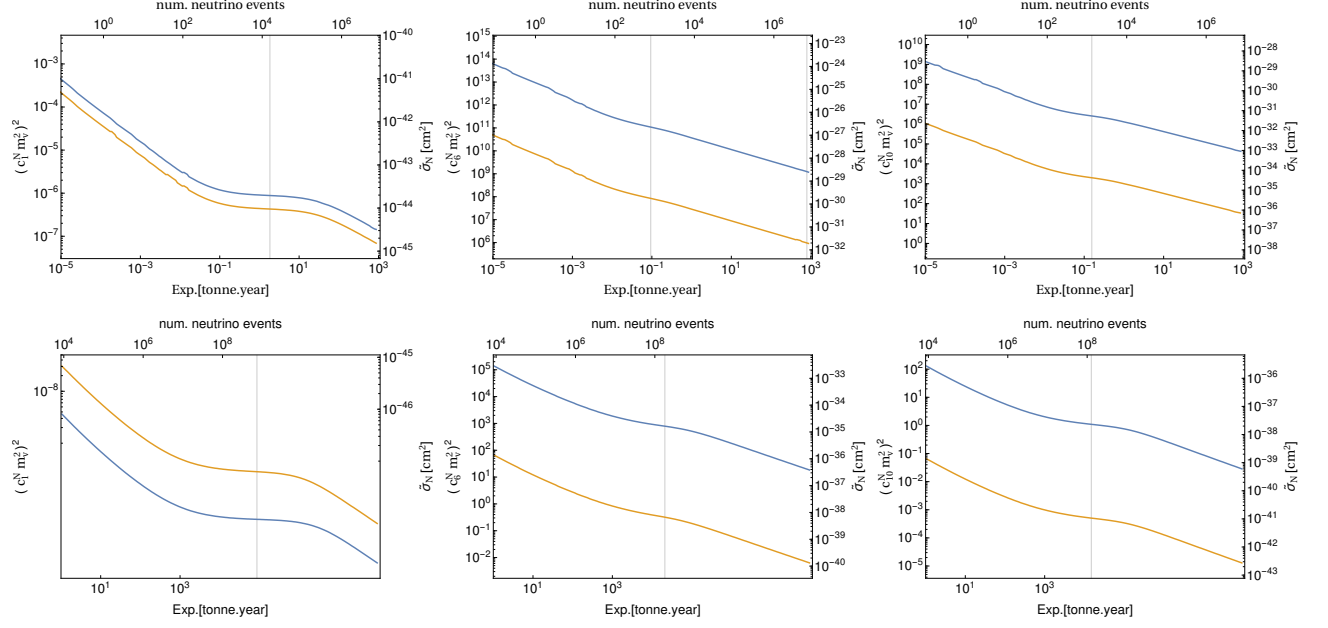 num. neutrino events
10^0 10^2 10^4 10^6
10^-3
10^-4
10^-5
10^-6
10^-7
( c_1^N m_v^2 )^2
10^-40
10^-41
10^-42
10^-43
10^-44
10^-45
σ̃_N [cm^2]
10^-5 10^-3 10^-1 10^1 10^3
Exp.[tonne.year]
num. neutrino events
10^0 10^2 10^4 10^6
10^15
10^14
10^13
10^12
10^11
10^10
10^9
10^8
10^7
10^6
( c_6^N m_v^2 )^2
10^-23
10^-24
10^-25
10^-26
10^-27
10^-28
10^-29
10^-30
10^-31
10^-32
σ̃_N [cm^2]
10^-5 10^-3 10^-1 10^1 10^3
Exp.[tonne.year]
num. neutrino events
10^0 10^2 10^4 10^6
10^10
10^9
10^8
10^7
10^6
10^5
10^4
10^3
10^2
10^1
10^0
( c_10^N m_v^2 )^2
10^-28
10^-29
10^-30
10^-31
10^-32
10^-33
10^-34
10^-35
10^-36
10^-37
10^-38
σ̃_N [cm^2]
10^-5 10^-3 10^-1 10^1 10^3
Exp.[tonne.year]
num. neutrino events
10^4 10^6 10^8
10^-8
( c_1^N m_v^2 )^2
10^-45
10^-46
σ̃_N [cm^2]
10^1 10^3
Exp.[tonne.year]
num. neutrino events
10^4 10^6 10^8
10^5
10^4
10^3
10^2
10^1
10^0
10^-1
10^-2
( c_6^N m_v^2 )^2
10^-33
10^-34
10^-35
10^-36
10^-37
10^-38
10^-39
10^-40
σ̃_N [cm^2]
10^1 10^3
Exp.[tonne.year]
num. neutrino events
10^4 10^6 10^8
10^2
10^1
10^0
10^-1
10^-2
10^-3
10^-4
10^-5
( c_10^N m_v^2 )^2
10^-36
10^-37
10^-38
10^-39
10^-40
10^-41
10^-42
10^-43
σ̃_N [cm^2]
10^1 10^3
Exp.[tonne.year]